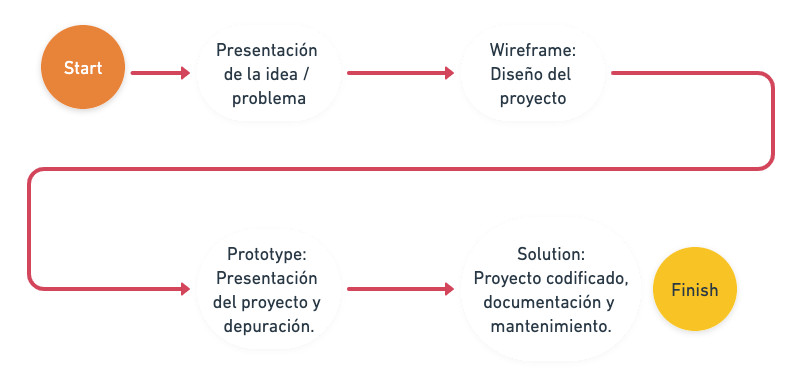 Start
Presentación
de la idea /
problema
Wireframe:
Diseño del
proyecto
Prototype:
Presentación
del proyecto y
depuración.
Solution:
Proyecto codificado,
documentación y
mantenimiento.
Finish